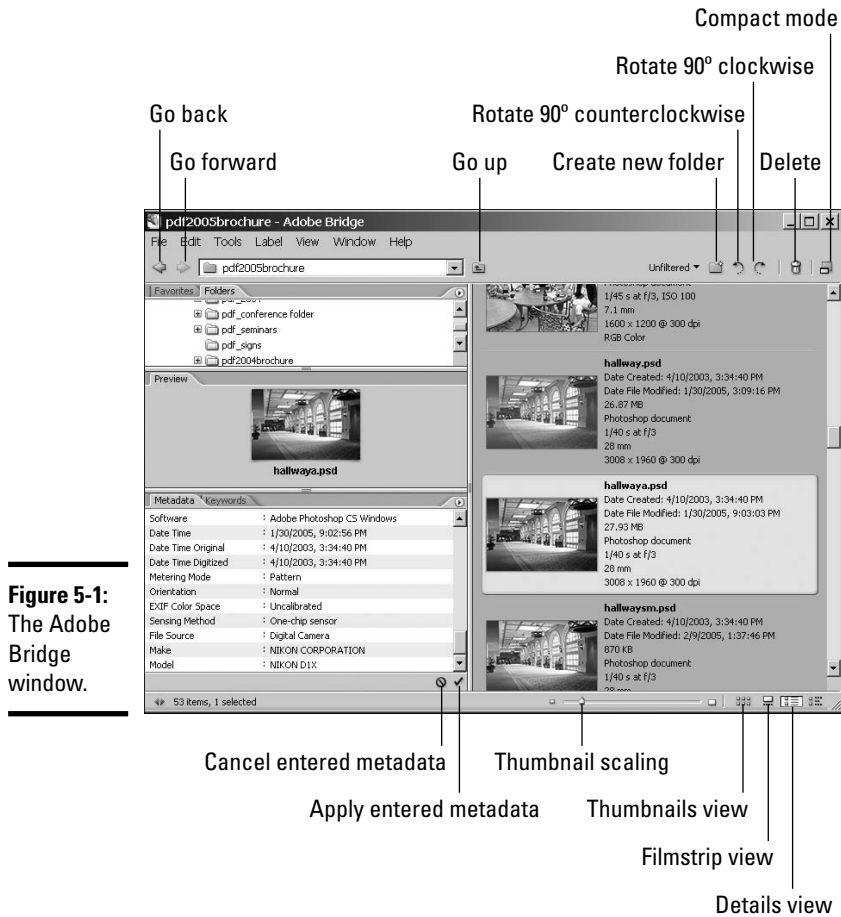 Compact mode
Rotate 90º clockwise
Go back
Rotate 90º counterclockwise
Go forward
Go up
Create new folder
Delete
pdf2005brochure - Adobe Bridge
File Edit Tools Label View Window Help
pdf2005brochure
Unfiltered
Favorites Folders
pdf_2004
pdf_conference folder
pdf_seminars
pdf_signs
pdf2004brochure
Preview
hallwaya.psd
Metadata Keywords
Software : Adobe Photoshop CS Windows
Date Time : 1/30/2005, 9:02:56 PM
Date Time Original : 4/10/2003, 3:34:40 PM
Date Time Digitized : 4/10/2003, 3:34:40 PM
Metering Mode : Pattern
Orientation : Normal
EXIF Color Space : Uncalibrated
Sensing Method : One-chip sensor
File Source : Digital Camera
Make : NIKON CORPORATION
Model : NIKON D1X
Photoshop document
1/45 s at f/3, ISO 100
7.1 mm
1600 x 1200 @ 300 dpi
RGB Color
hallway.psd
Date Created: 4/10/2003, 3:34:40 PM
Date File Modified: 1/30/2005, 3:09:16 PM
26.87 MB
Photoshop document
1/40 s at f/3
28 mm
3008 x 1960 @ 300 dpi
hallwaya.psd
Date Created: 4/10/2003, 3:34:40 PM
Date File Modified: 1/30/2005, 9:03:03 PM
27.93 MB
Photoshop document
1/40 s at f/3
28 mm
3008 x 1960 @ 300 dpi
hallwaysm.psd
Date Created: 4/10/2003, 3:34:40 PM
Date File Modified: 2/9/2005, 1:37:46 PM
870 KB
Photoshop document
1/40 s at f/3
28 mm
53 items, 1 selected
Figure 5-1:
The Adobe
Bridge
window.
Cancel entered metadata
Thumbnail scaling
Apply entered metadata
Thumbnails view
Filmstrip view
Details view